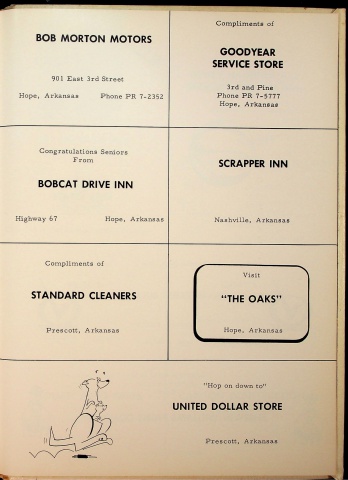 BOB MORTON MOTORS
901 East 3rd Street
Hope, Arkansas Phone PR 7-2352
Compliments of
GOODYEAR
SERVICE STORE
3rd and Pine
Phone PR 7-5777
Hope, Arkansas
Congratulations Seniors
From
BOBCAT DRIVE INN
Highway 67 Hope, Arkansas
SCRAPPER INN
Nashville, Arkansas
Compliments of
STANDARD CLEANERS
Prescott, Arkansas
Visit
"THE OAKS"
Hope, Arkansas
"Hop on down to"
UNITED DOLLAR STORE
Prescott, Arkansas